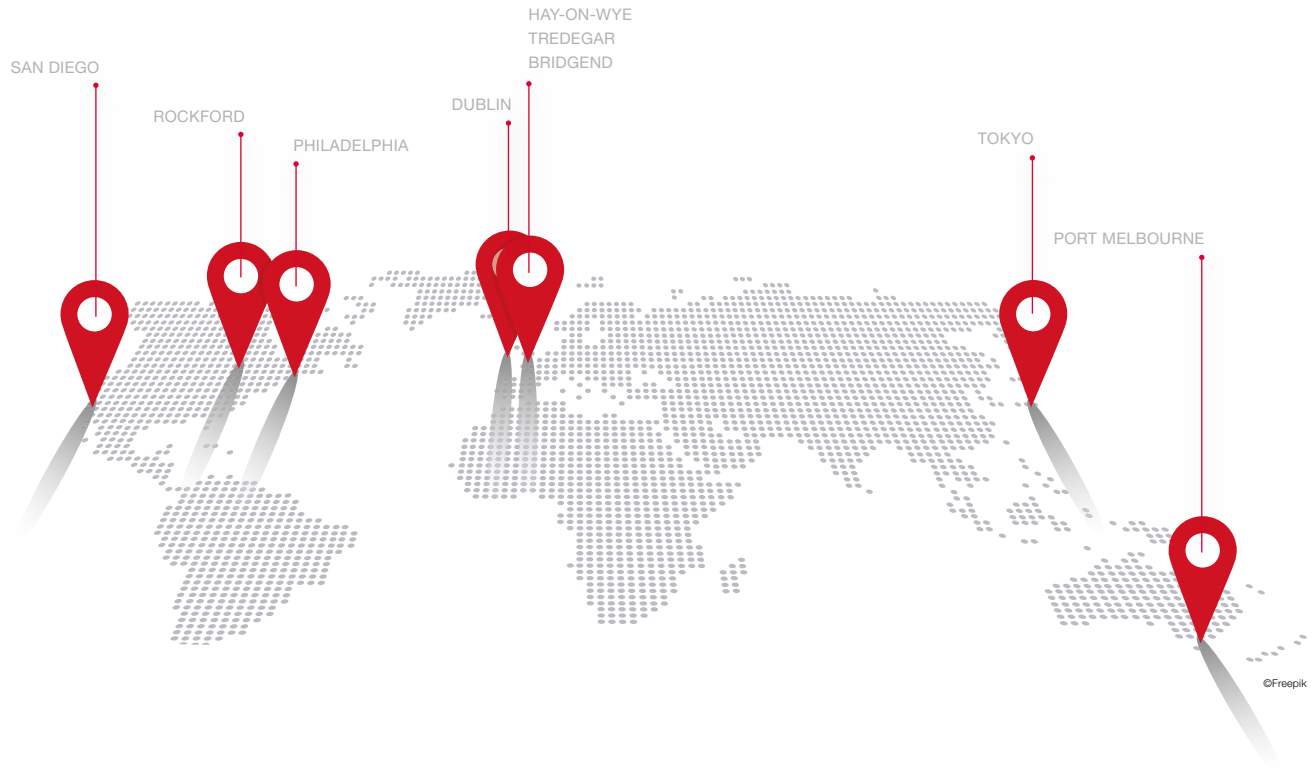 HAY-ON-WYE
TREDEGAR
BRIDGEND
SAN DIEGO
DUBLIN
ROCKFORD
TOKYO
PHILADELPHIA
PORT MELBOURNE
©Freepik